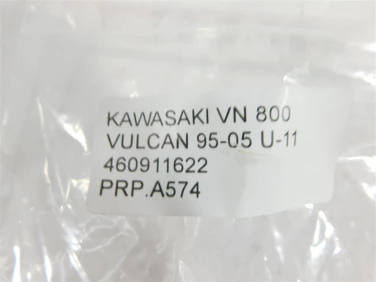 KAWASAKI VN 800
VULCAN 95-05 U-11
460911622
PRP.A574